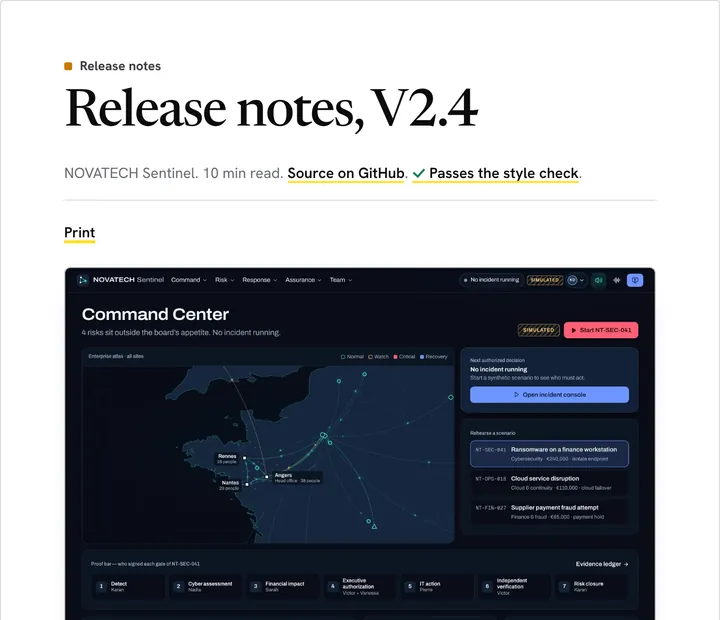 Release notes
Release notes, V2.4
NOVATECH Sentinel. 10 min read. Source on GitHub. ✓ Passes the style check.
Print
NOVATECH Sentinel Command Risk Response Assurance Team No incident running SIMULATED
Command Center
4 risks sit outside the board's appetite. No incident running.
SIMULATED Start NT-SEC-041
Enterprise atlas · all sites Normal Watch Critical Recovery
Next authorized decision
No incident running
Start a synthetic scenario to see who must act.
Open incident console
Rehearse a scenario
NT-SEC-041 Ransomware on a finance workstation
Cybersecurity · €240,000 · isolate endpoint
NT-OPS-018 Cloud service disruption
Cloud & continuity · €110,000 · cloud failover
NT-FIN-027 Supplier payment fraud attempt
Finance & fraud · €68,000 · payment hold
Rennes
Angers
Head office · 38 people
Nantes
Proof bar — who signed each gate of NT-SEC-041 Evidence ledger →
1 Detect
Karan
2 Cyber assessment
Nadia
3 Financial impact
Sarah
4 Executive authorization
Victor + Vanessa
5 IT action
Pierre
6 Independent verification
Victor
7 Risk closure
Karan